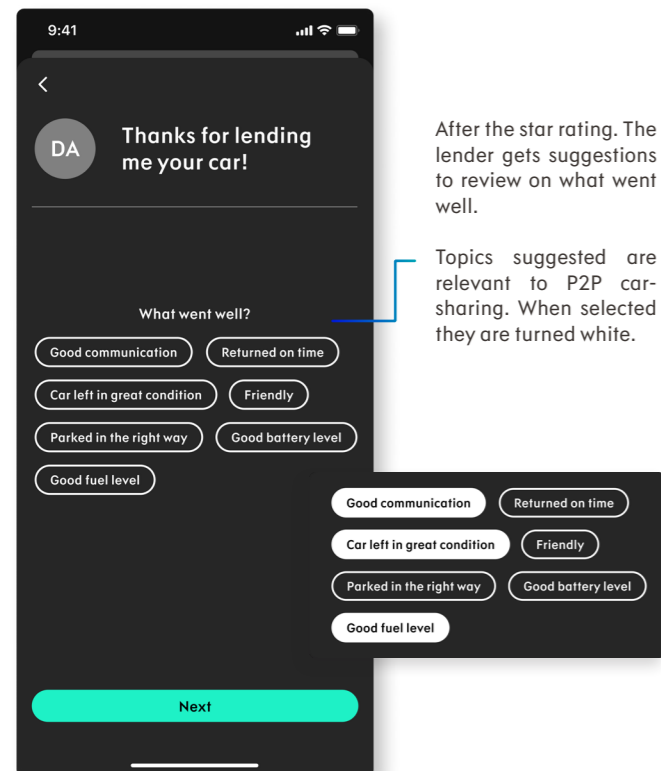 9:41
DA
Thanks for lending
me your car!
What went well?
Good communication
Returned on time
Car left in great condition
Friendly
Parked in the right way
Good battery level
Good fuel level
Next
After the star rating. The
lender gets suggestions
to review on what went
well.
Topics suggested are
relevant to P2P car-
sharing. When selected
they are turned white.
Good communication
Returned on time
Car left in great condition
Friendly
Parked in the right way
Good battery level
Good fuel level